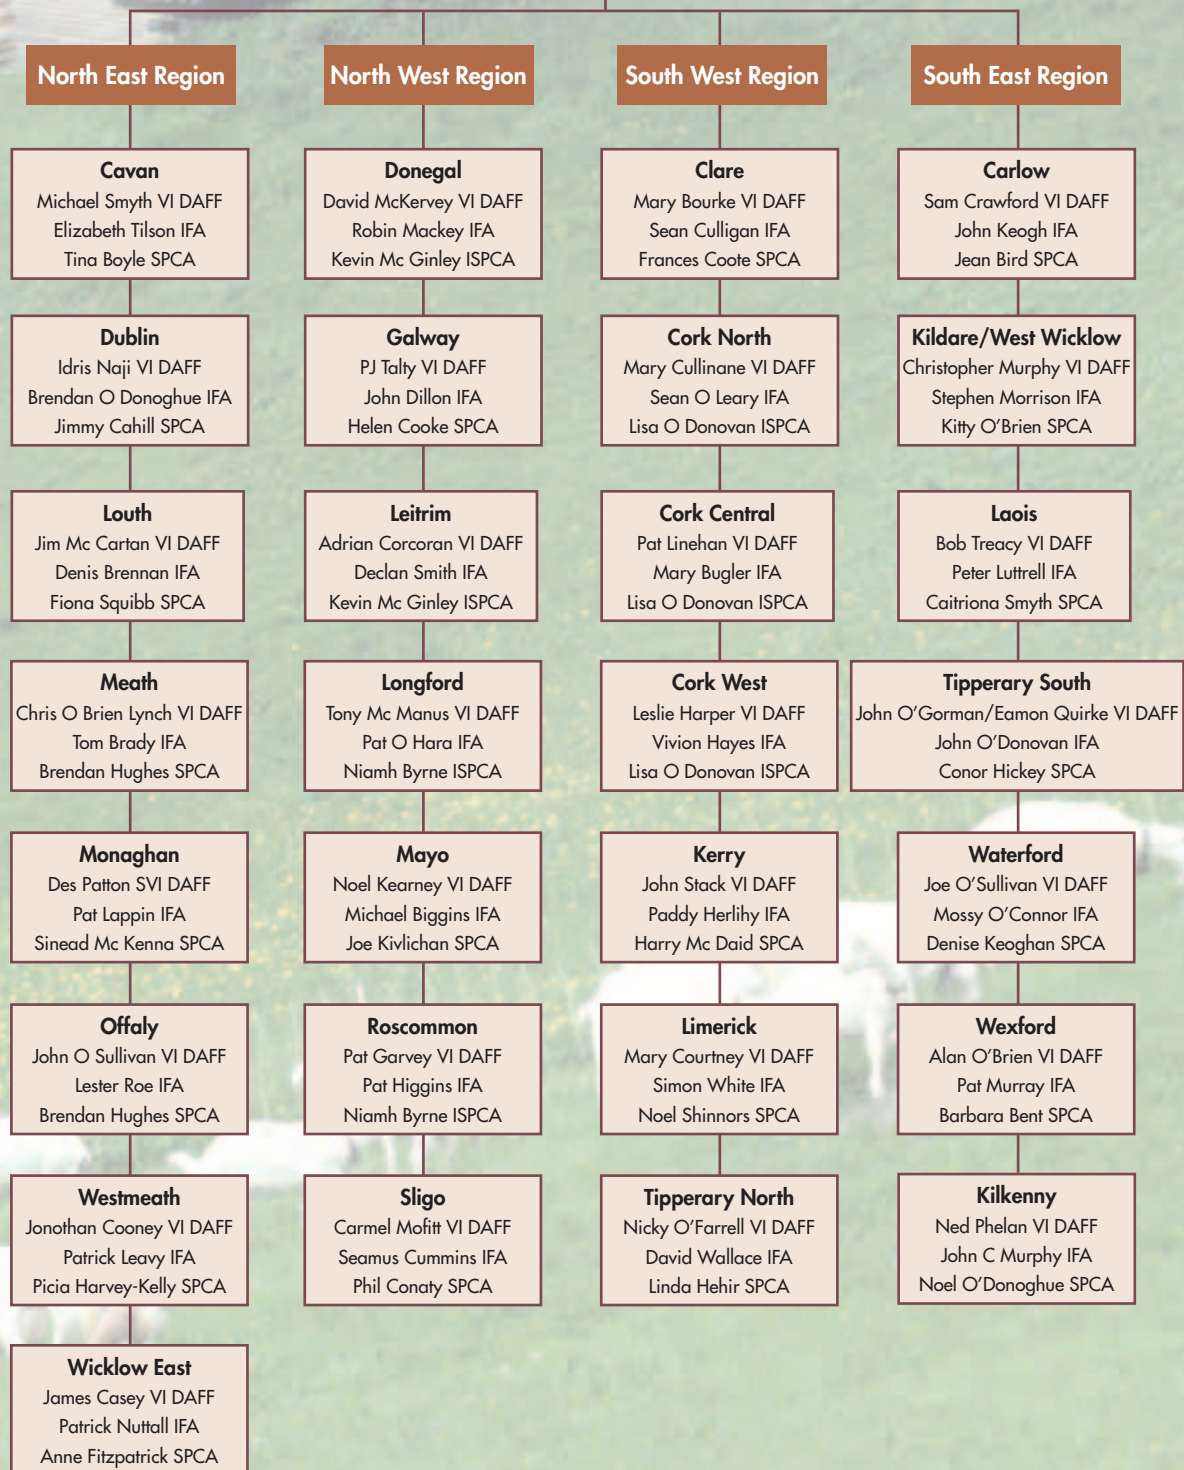 North East Region
Cavan
Michael Smyth VI DAFF
Elizabeth Tilson IFA
Tina Boyle SPCA
Dublin
Idris Naji VI DAFF
Brendan O Donoghue IFA
Jimmy Cahill SPCA
Louth
Jim Mc Cartan VI DAFF
Denis Brennan IFA
Fiona Squibb SPCA
Meath
Chris O Brien Lynch VI DAFF
Tom Brady IFA
Brendan Hughes SPCA
Monaghan
Des Patton SVI DAFF
Pat Lappin IFA
Sinead Mc Kenna SPCA
Offaly
John O Sullivan VI DAFF
Lester Roe IFA
Brendan Hughes SPCA
Westmeath
Jonothan Cooney VI DAFF
Patrick Leavy IFA
Picia Harvey-Kelly SPCA
Wicklow East
James Casey VI DAFF
Patrick Nuttall IFA
Anne Fitzpatrick SPCA
North West Region
Donegal
David McKervey VI DAFF
Robin Mackey IFA
Kevin Mc Ginley ISPCA
Galway
PJ Talty VI DAFF
John Dillon IFA
Helen Cooke SPCA
Leitrim
Adrian Corcoran VI DAFF
Declan Smith IFA
Kevin Mc Ginley ISPCA
Longford
Tony Mc Manus VI DAFF
Pat O Hara IFA
Niamh Byrne ISPCA
Mayo
Noel Kearney VI DAFF
Michael Biggins IFA
Joe Kivlichan SPCA
Roscommon
Pat Garvey VI DAFF
Pat Higgins IFA
Niamh Byrne ISPCA
Sligo
Carmel Mofitt VI DAFF
Seamus Cummins IFA
Phil Conaty SPCA
South West Region
Clare
Mary Bourke VI DAFF
Sean Culligan IFA
Frances Coote SPCA
Cork North
Mary Cullinane VI DAFF
Sean O Leary IFA
Lisa O Donovan ISPCA
Cork Central
Pat Linehan VI DAFF
Mary Bugler IFA
Lisa O Donovan ISPCA
Cork West
Leslie Harper VI DAFF
Vivion Hayes IFA
Lisa O Donovan ISPCA
Kerry
John Stack VI DAFF
Paddy Herlihy IFA
Harry Mc Daid SPCA
Limerick
Mary Courtney VI DAFF
Simon White IFA
Noel Shinnors SPCA
Tipperary North
Nicky O'Farrell VI DAFF
David Wallace IFA
Linda Hehir SPCA
South East Region
Carlow
Sam Crawford VI DAFF
John Keogh IFA
Jean Bird SPCA
Kildare/West Wicklow
Christopher Murphy VI DAFF
Stephen Morrison IFA
Kitty O'Brien SPCA
Laois
Bob Treacy VI DAFF
Peter Luttrell IFA
Caitriona Smyth SPCA
Tipperary South
John O'Gorman/Eamon Quirke VI DAFF
John O'Donovan IFA
Conor Hickey SPCA
Waterford
Joe O'Sullivan VI DAFF
Mossy O'Connor IFA
Denise Keoghan SPCA
Wexford
Alan O'Brien VI DAFF
Pat Murray IFA
Barbara Bent SPCA
Kilkenny
Ned Phelan VI DAFF
John C Murphy IFA
Noel O'Donoghue SPCA